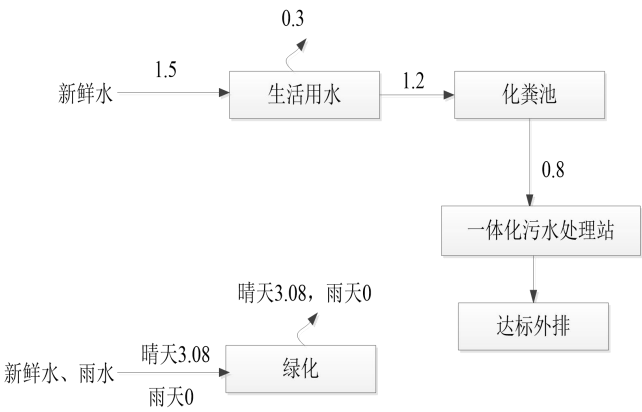 0.3
新鲜水
1.5
生活用水
1.2
化粪池
0.8
一体化污水处理站
达标外排
晴天3.08，雨天0
新鲜水、雨水
晴天3.08
雨天0
绿化